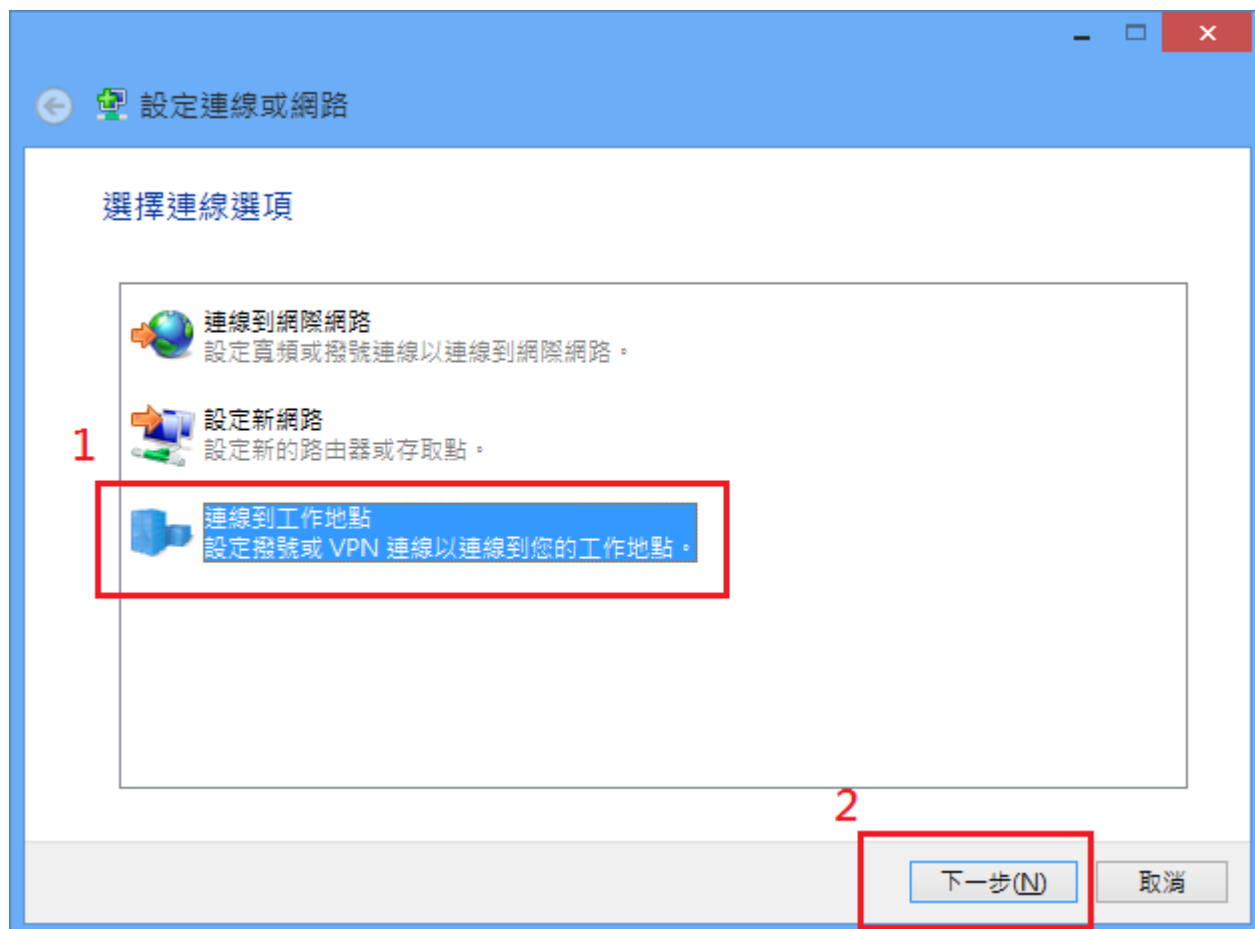 設定連線或網路
選擇連線選項
連線到網際網路
設定寬頻或撥號連線以連線到網際網路。
設定新網路
設定新的路由器或存取點。
1
連線到工作地點
設定撥號或 VPN 連線以連線到您的工作地點。
2
下一步(N)
取消